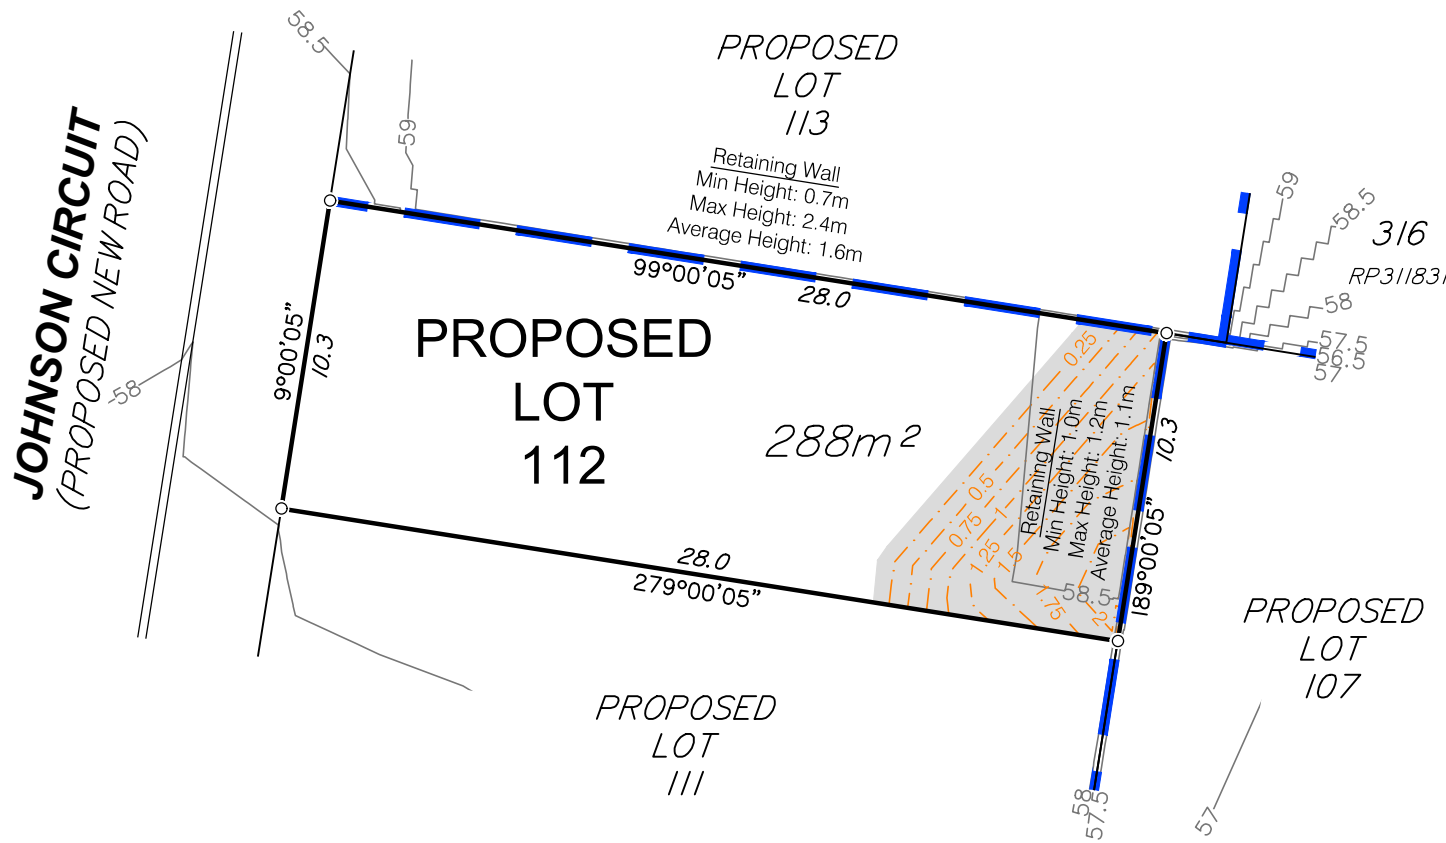 58.5
PROPOSED
LOT
113
59
JOHNSON CIRCUIT
(PROPOSED NEW ROAD)
Retaining Wall
Min Height: 0.7m
Max Height: 2.4m
Average Height: 1.6m
99°00'05"
28.0
59
58.5
316
RP311831
58
57.5
56.5
57
9°00'05"
10.3
58
PROPOSED
LOT
112
288m²
0.25
0.5
0.75
1
1.25
1.5
1.75
2
Retaining Wall
Min Height: 1.0m
Max Height: 1.2m
Average Height: 1.1m
58.5
10.3
189°00'05"
28.0
279°00'05"
PROPOSED
LOT
107
PROPOSED
LOT
111
58
57.5
57